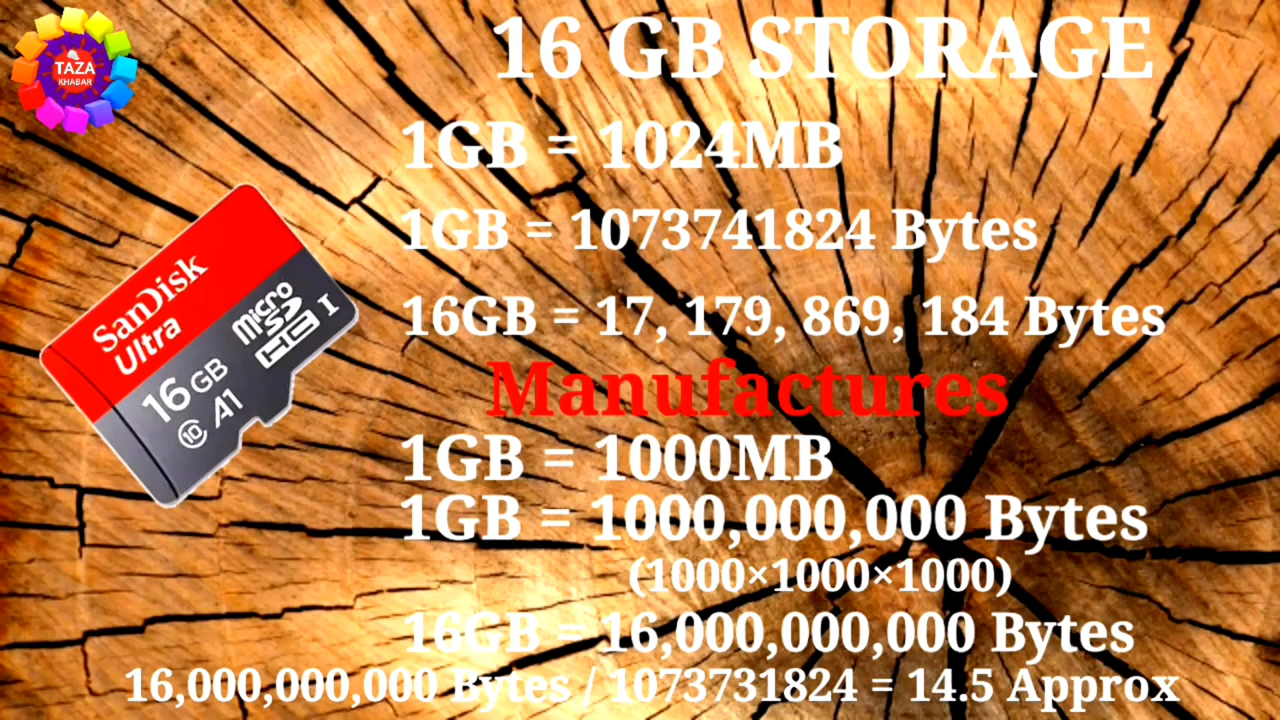 TAZA
KHABAR
16 GB STORAGE
1GB = 1024MB
1GB = 1073741824 Bytes
16GB = 17, 179, 869, 184 Bytes
SanDisk
Ultra
16 GB
micro
SD
HC I
10 A1
Manufactures
1GB = 1000MB
1GB = 1000,000,000 Bytes
(1000×1000×1000)
16GB = 16,000,000,000 Bytes
16,000,000,000 Bytes / 1073731824 = 14.5 Approx